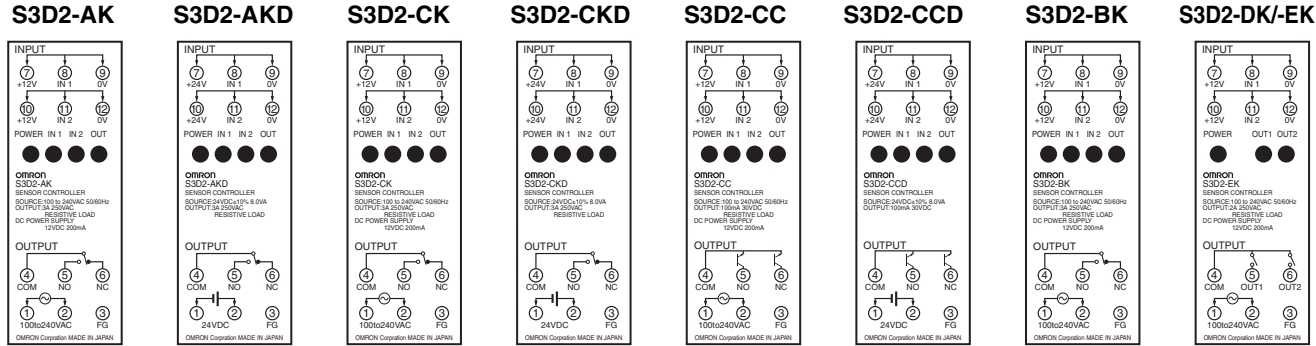 S3D2-AK S3D2-AKD S3D2-CK S3D2-CKD S3D2-CC S3D2-CCD S3D2-BK S3D2-DK/-EK
INPUT
7 8 9
+12V IN 1 0V
10 11 12
+12V IN 2 0V
POWER IN 1 IN 2 OUT
OMRON
S3D2-AK
SENSOR CONTROLLER
SOURCE:100 to 240VAC 50/60Hz
OUTPUT:3A 250VAC
RESISTIVE LOAD
DC POWER SUPPLY
12VDC 200mA
OUTPUT
4 5 6
COM NO NC
1 2 3
100to240VAC FG
OMRON Corpration MADE IN JAPAN
INPUT
7 8 9
+24V IN 1 0V
10 11 12
+24V IN 2 0V
POWER IN 1 IN 2 OUT
OMRON
S3D2-AKD
SENSOR CONTROLLER
SOURCE:24VDC±10% 8.0VA
OUTPUT:3A 250VAC
RESISTIVE LOAD
OUTPUT
4 5 6
COM NO NC
1 2 3
24VDC FG
OMRON Corpration MADE IN JAPAN
INPUT
7 8 9
+12V IN 1 0V
10 11 12
+12V IN 2 0V
POWER IN 1 IN 2 OUT
OMRON
S3D2-CK
SENSOR CONTROLLER
SOURCE:100 to 240VAC 50/60Hz
OUTPUT:3A 250VAC
RESISTIVE LOAD
DC POWER SUPPLY
12VDC 200mA
OUTPUT
4 5 6
COM NO NC
1 2 3
100to240VAC FG
OMRON Corpration MADE IN JAPAN
INPUT
7 8 9
+24V IN 1 0V
10 11 12
+24V IN 2 0V
POWER IN 1 IN 2 OUT
OMRON
S3D2-CKD
SENSOR CONTROLLER
SOURCE:24VDC±10% 8.0VA
OUTPUT:3A 250VAC
RESISTIVE LOAD
OUTPUT
4 5 6
COM NO NC
1 2 3
24VDC FG
OMRON Corpration MADE IN JAPAN
INPUT
7 8 9
+12V IN 1 0V
10 11 12
+12V IN 2 0V
POWER IN 1 IN 2 OUT
OMRON
S3D2-CC
SENSOR CONTROLLER
SOURCE:100 to 240VAC 50/60Hz
OUTPUT:100mA 30VDC
RESISTIVE LOAD
DC POWER SUPPLY
12VDC 200mA
OUTPUT
4 5 6
COM NO NC
1 2 3
100to240VAC FG
OMRON Corpration MADE IN JAPAN
INPUT
7 8 9
+24V IN 1 0V
10 11 12
+24V IN 2 0V
POWER IN 1 IN 2 OUT
OMRON
S3D2-CCD
SENSOR CONTROLLER
SOURCE:24VDC±10% 8.0VA
OUTPUT:100mA 30VDC
OUTPUT
4 5 6
COM NO NC
1 2 3
24VDC FG
OMRON Corpration MADE IN JAPAN
INPUT
7 8 9
+12V IN 1 0V
10 11 12
+12V IN 2 0V
POWER IN 1 IN 2 OUT
OMRON
S3D2-BK
SENSOR CONTROLLER
SOURCE:100 to 240VAC 50/60Hz
OUTPUT:3A 250VAC
RESISTIVE LOAD
DC POWER SUPPLY
12VDC 200mA
OUTPUT
4 5 6
COM NO NC
1 2 3
100to240VAC FG
OMRON Corpration MADE IN JAPAN
INPUT
7 8 9
+12V IN 1 0V
10 11 12
+12V IN 2 0V
POWER OUT1 OUT2
OMRON
S3D2-EK
SENSOR CONTROLLER
SOURCE:100 to 240VAC 50/60Hz
OUTPUT:2A 250VAC
RESISTIVE LOAD
DC POWER SUPPLY
12VDC 200mA
OUTPUT
4 5 6
COM OUT1 OUT2
1 2 3
100to240VAC FG
OMRON Corpration MADE IN JAPAN